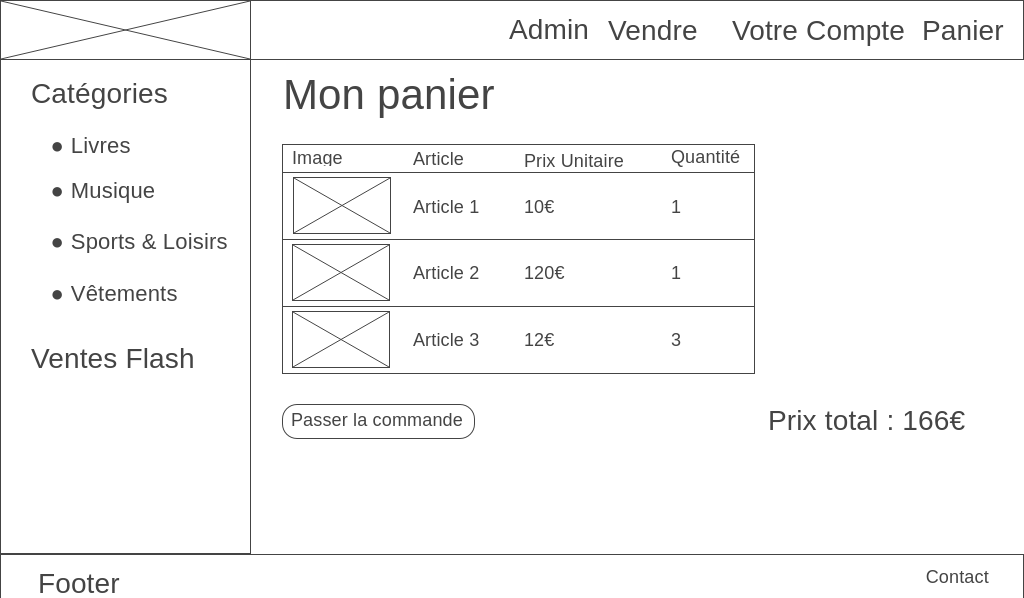 Admin Vendre Votre Compte Panier
Catégories
● Livres
● Musique
● Sports & Loisirs
● Vêtements
Ventes Flash
Mon panier
Image Article Prix Unitaire Quantité
Article 1 10€ 1
Article 2 120€ 1
Article 3 12€ 3
Passer la commande
Prix total : 166€
Footer
Contact